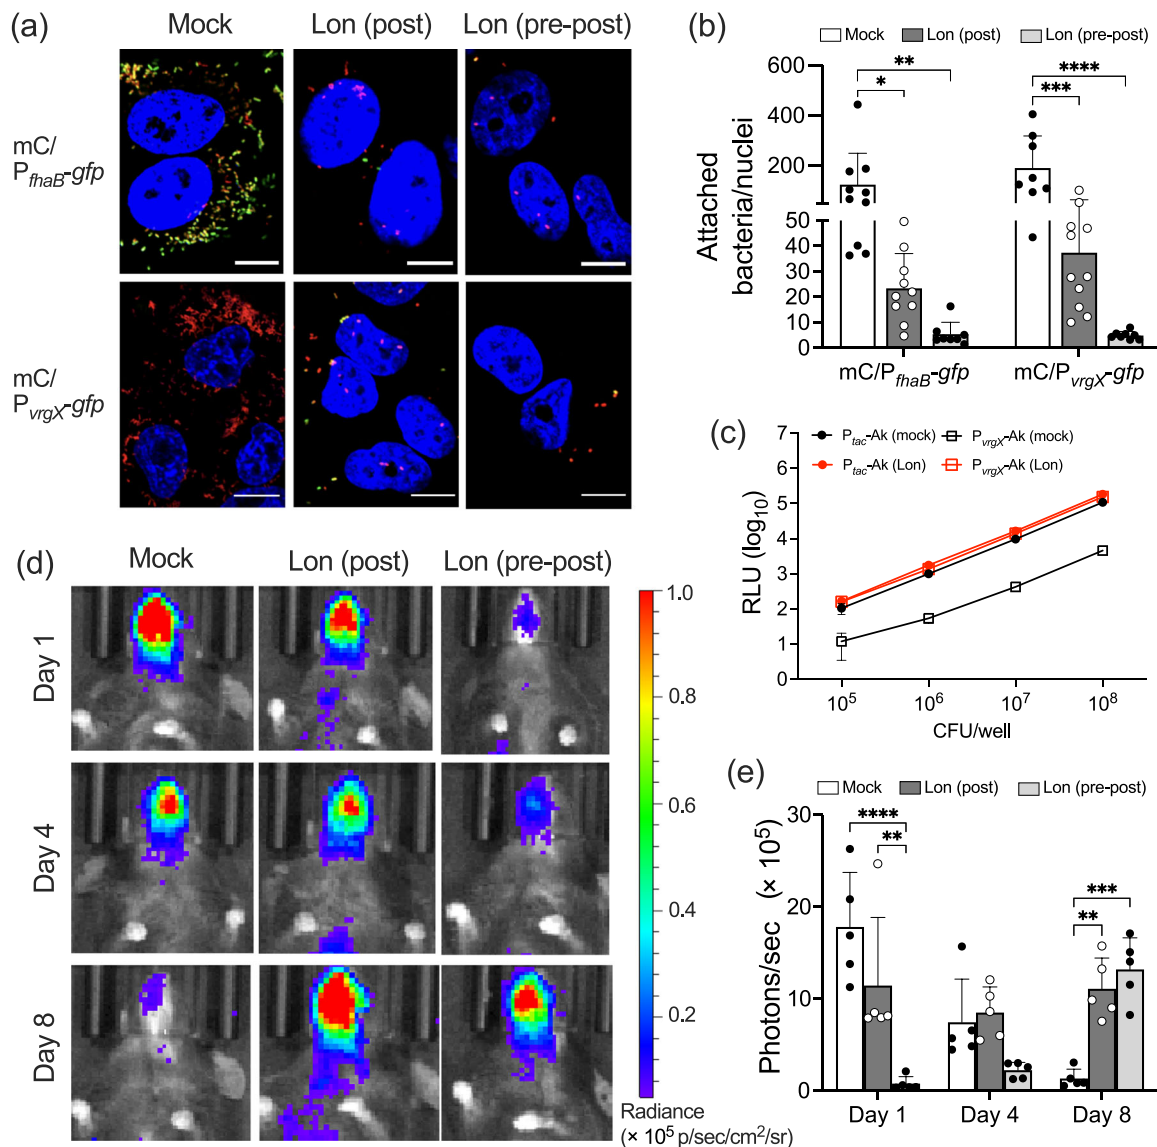 (a)
Mock Lon (post) Lon (pre-post)
mC/
PfhaB-gfp
mC/
PvrgX-gfp
(b)
Mock Lon (post) Lon (pre-post)
Attached
bacteria/nuclei
600
400
200
50
40
30
20
10
0
** ****
* ***
mC/PfhaB-gfp mC/PvrgX-gfp
(c)
Ptac-Ak (mock) PvrgX-Ak (mock)
Ptac-Ak (Lon) PvrgX-Ak (Lon)
RLU (log10)
7
6
5
4
3
2
1
0
10^5 10^6 10^7 10^8
CFU/well
(d)
Mock Lon (post) Lon (pre-post)
Day 1
Day 4
Day 8
1.0
0.8
0.6
0.4
0.2
Radiance
(× 10^5 p/sec/cm^2/sr)
(e)
Mock Lon (post) Lon (pre-post)
Photons/sec (× 10^5)
30
20
10
0
****
**
***
**
Day 1 Day 4 Day 8